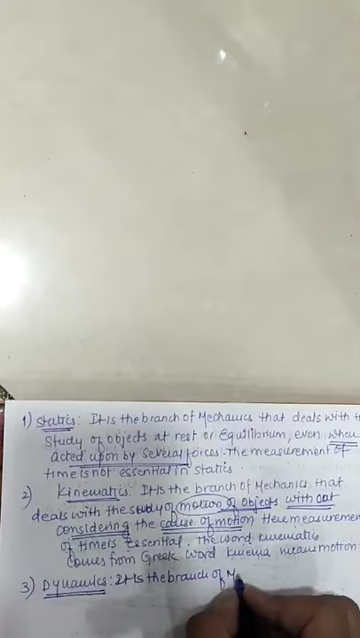 1) Statics: It is the branch of Mechanics that deals with
study of objects at rest or Equilibrium, even when
acted upon by several forces. The measurement of
time is not essential in statics.
2) Kinematics: It is the branch of Mechanics, that
deals with the study of motion of objects with out
considering the cause of motion Here measurement
of time is Essential. The word kinematic
Comes from Greek word kinema means motion.
3) Dynamics: It is the branch of M